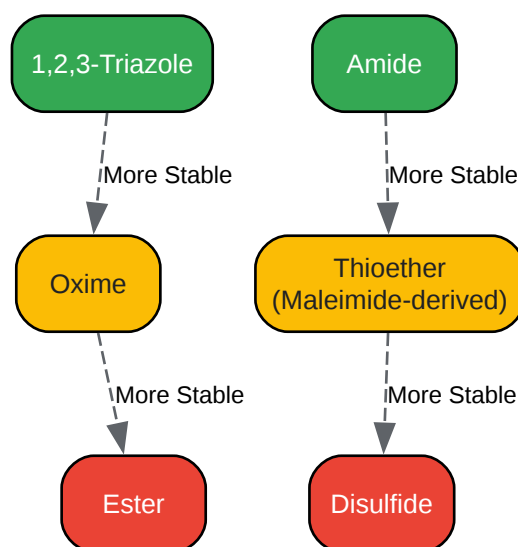 1,2,3-Triazole
Amide
More Stable
More Stable
Oxime
Thioether
(Maleimide-derived)
More Stable
More Stable
Ester
Disulfide